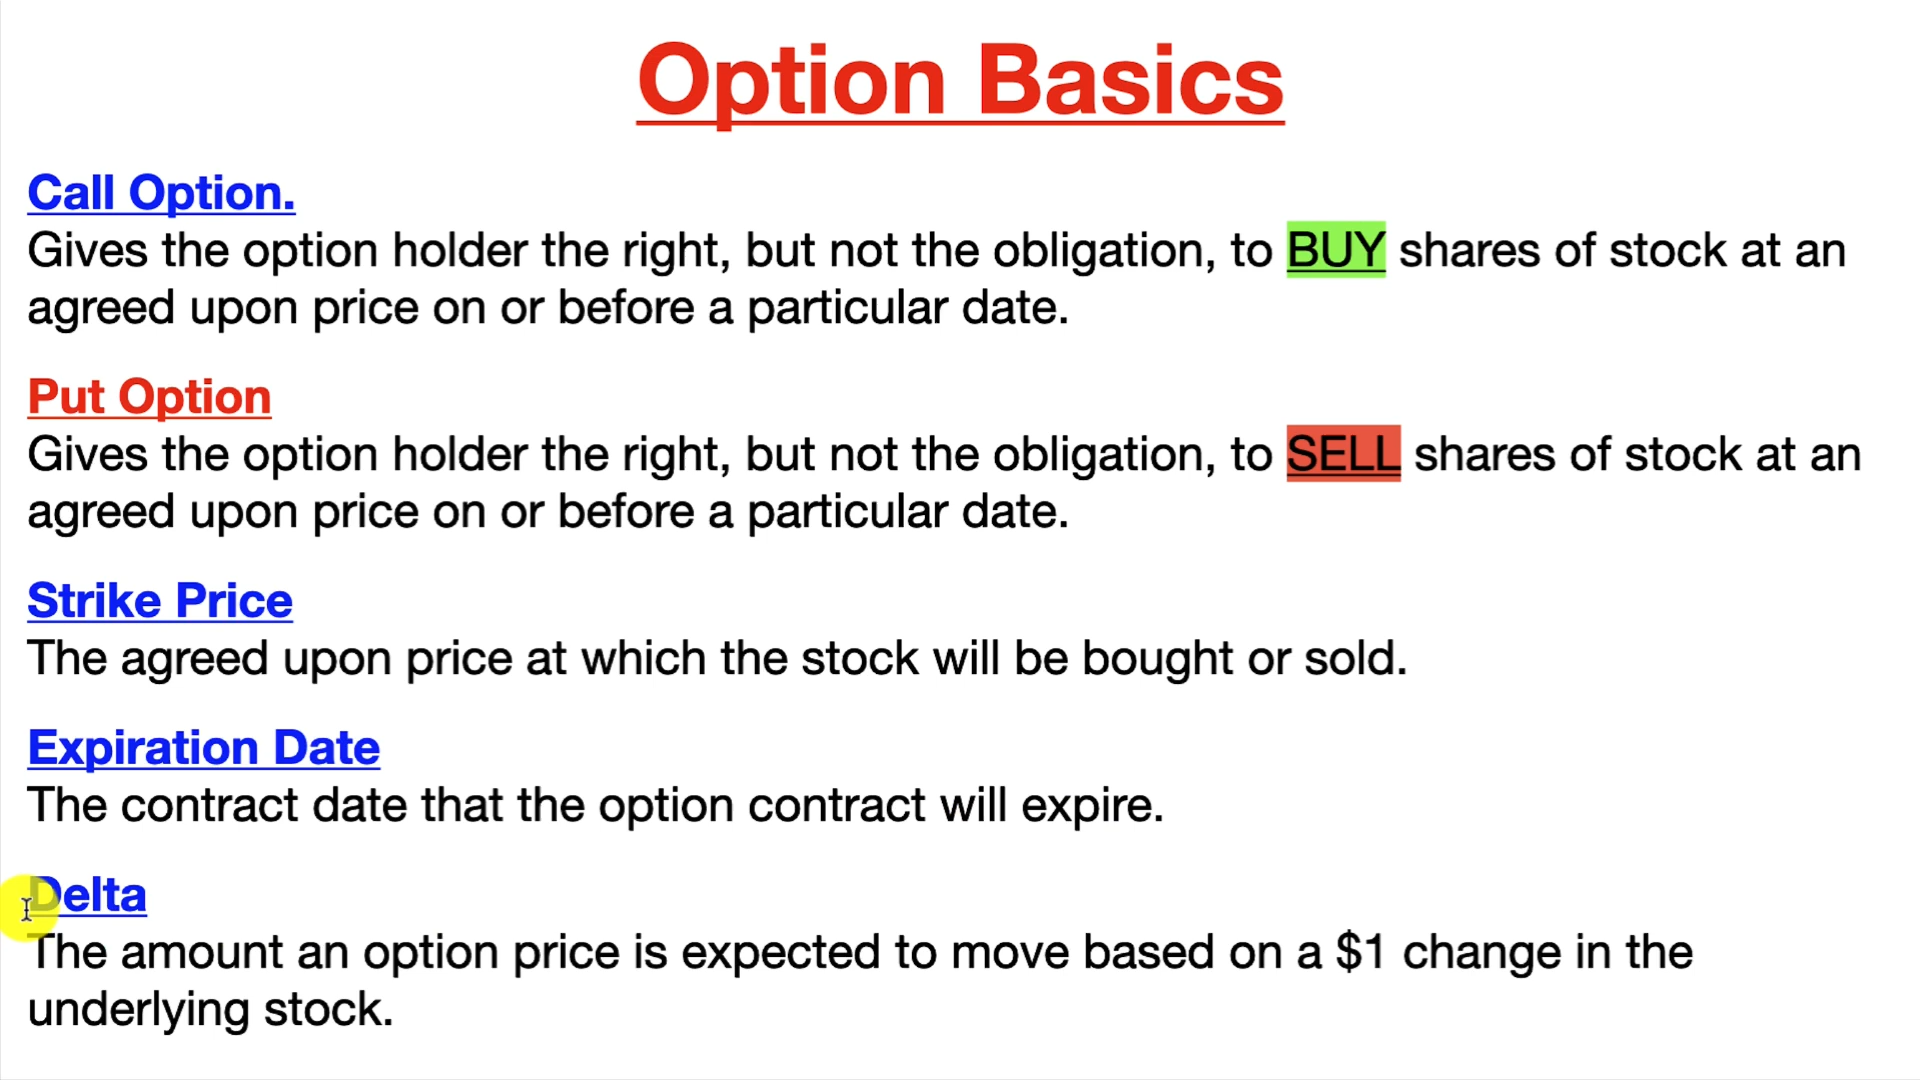 Option Basics
Call Option.
Gives the option holder the right, but not the obligation, to BUY shares of stock at an
agreed upon price on or before a particular date.
Put Option
Gives the option holder the right, but not the obligation, to SELL shares of stock at an
agreed upon price on or before a particular date.
Strike Price
The agreed upon price at which the stock will be bought or sold.
Expiration Date
The contract date that the option contract will expire.
Delta
The amount an option price is expected to move based on a $1 change in the
underlying stock.